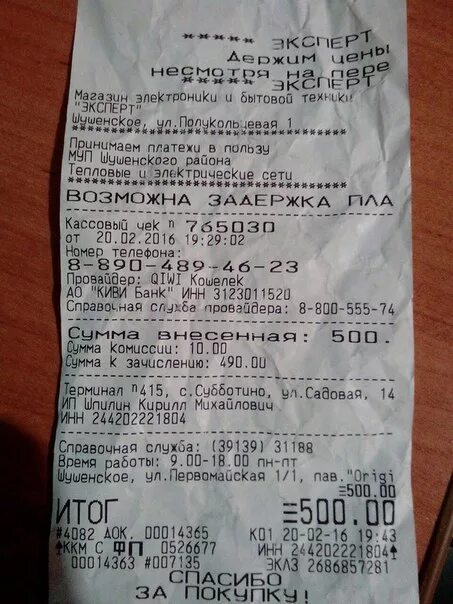 ***** ЭКСПЕРТ
Держим цены
несмотря на пере
***** ЭКСПЕРТ
Магазин электроники и бытовой техники
"ЭКСПЕРТ"
Шушенское, ул.Полукольцевая 1
Принимаем платежи в пользу
МУП Шушенского района
Тепловые и электрические сети
ВОЗМОЖНА ЗАДЕРЖКА ПЛА
Кассовый чек n 765030
от 20.02.2016 19:29:02
Номер телефона:
8-890-489-46-23
Провайдер: QIWI Кошелек
АО "КИВИ Банк" ИНН 3123011520
Справочная служба провайдера: 8-800-555-74
Сумма внесенная: 500.
Сумма комиссии: 10.00
Сумма к зачислению: 490.00
Терминал n415, с.Субботино, ул.Садовая, 14
ИП Шпилин Кирилл Михайлович
ИНН 244202221804
Справочная служба: (39139) 31188
Время работы: 9.00-18.00 пн-пт
Шушенское, ул.Первомайская 1/1, пав."Origi
≡500.00
ИТОГ ≡500.00
#4082 ДОК. 00014365 К01 20-02-16 19:43
ККМ С ФП 0526677 ИНН 244202221804
00014363 #007135 ЭКЛЗ 2686857281
СПАСИБО
ЗА ПОКУПКУ!